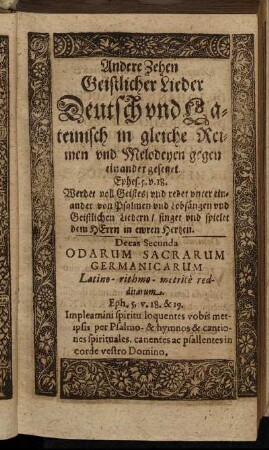 Andere Zehen
Geistlicher Lieder
Deutsch vnd La-
teinisch in gleiche Rei-
men vnd Melodeyen gegen
einander gesetzet
Ephes. 5. v. 18.
Werdet voll Geistes, vnd redet vnter ein-
ander von Psalmen vnd Lobsängen vnd
Geistlichen Liedern / singet vnd spielet
dem HErrn in ewren Hertzen.
Decas Secunda
ODARUM SACRARUM
GERMANICARUM
Latino- rithmo- metricè red-
ditarum.
Eph. 5. v. 18. & 19.
Impleamini spiritu loquentes vobis met-
ipsis per Psalmo- & hymnos & cantio-
nes spirituales, canentes ac psallentes in
corde vestro Domino.